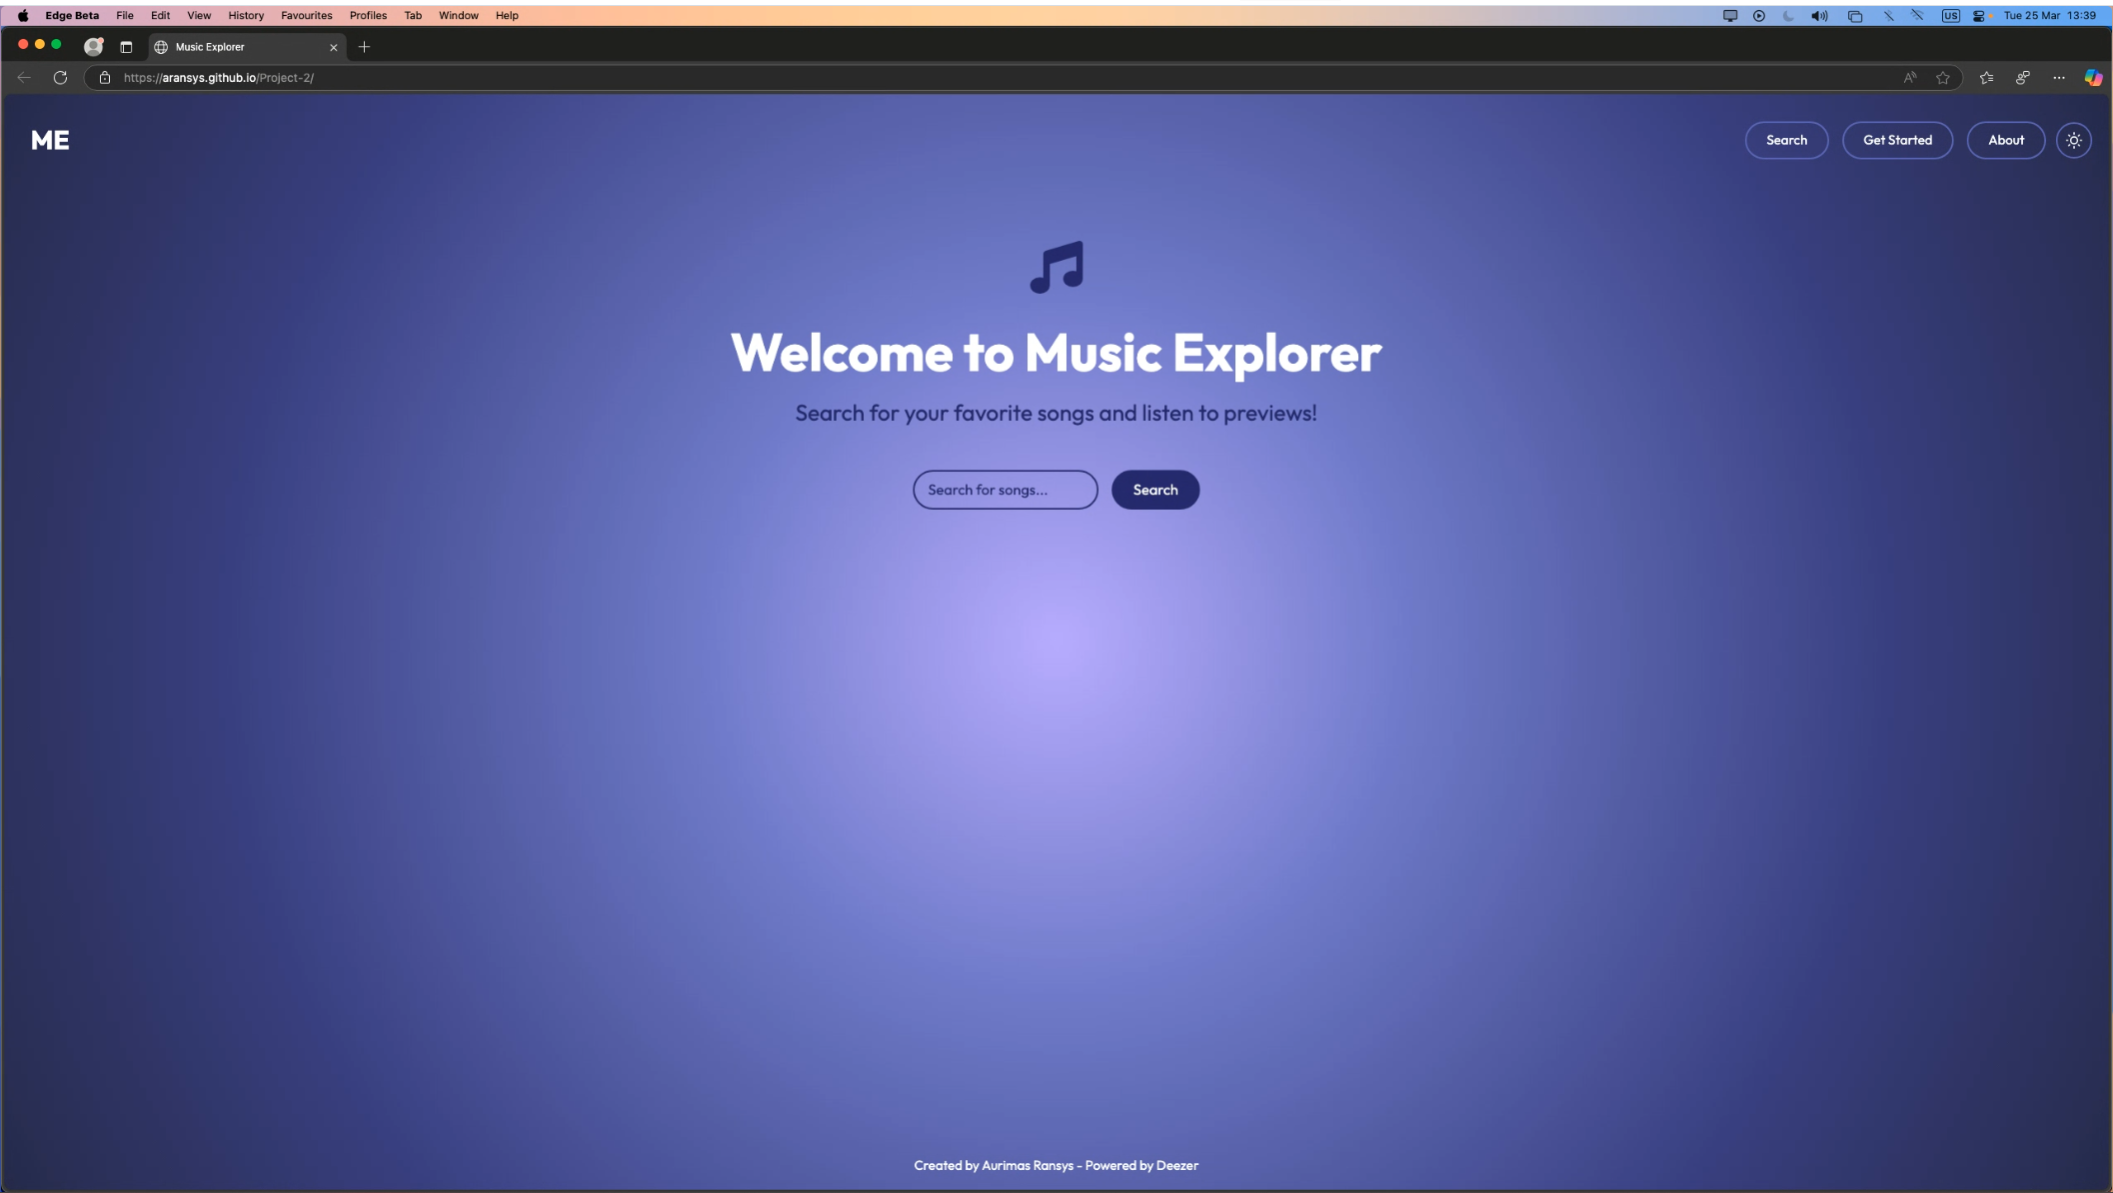 Edge Beta File Edit View History Favourites Profiles Tab Window Help US Tue 25 Mar 13:39
Music Explorer
https://aransys.github.io/Project-2/
ME Search Get Started About
Welcome to Music Explorer
Search for your favorite songs and listen to previews!
Search for songs... Search
Created by Aurimas Ransys - Powered by Deezer